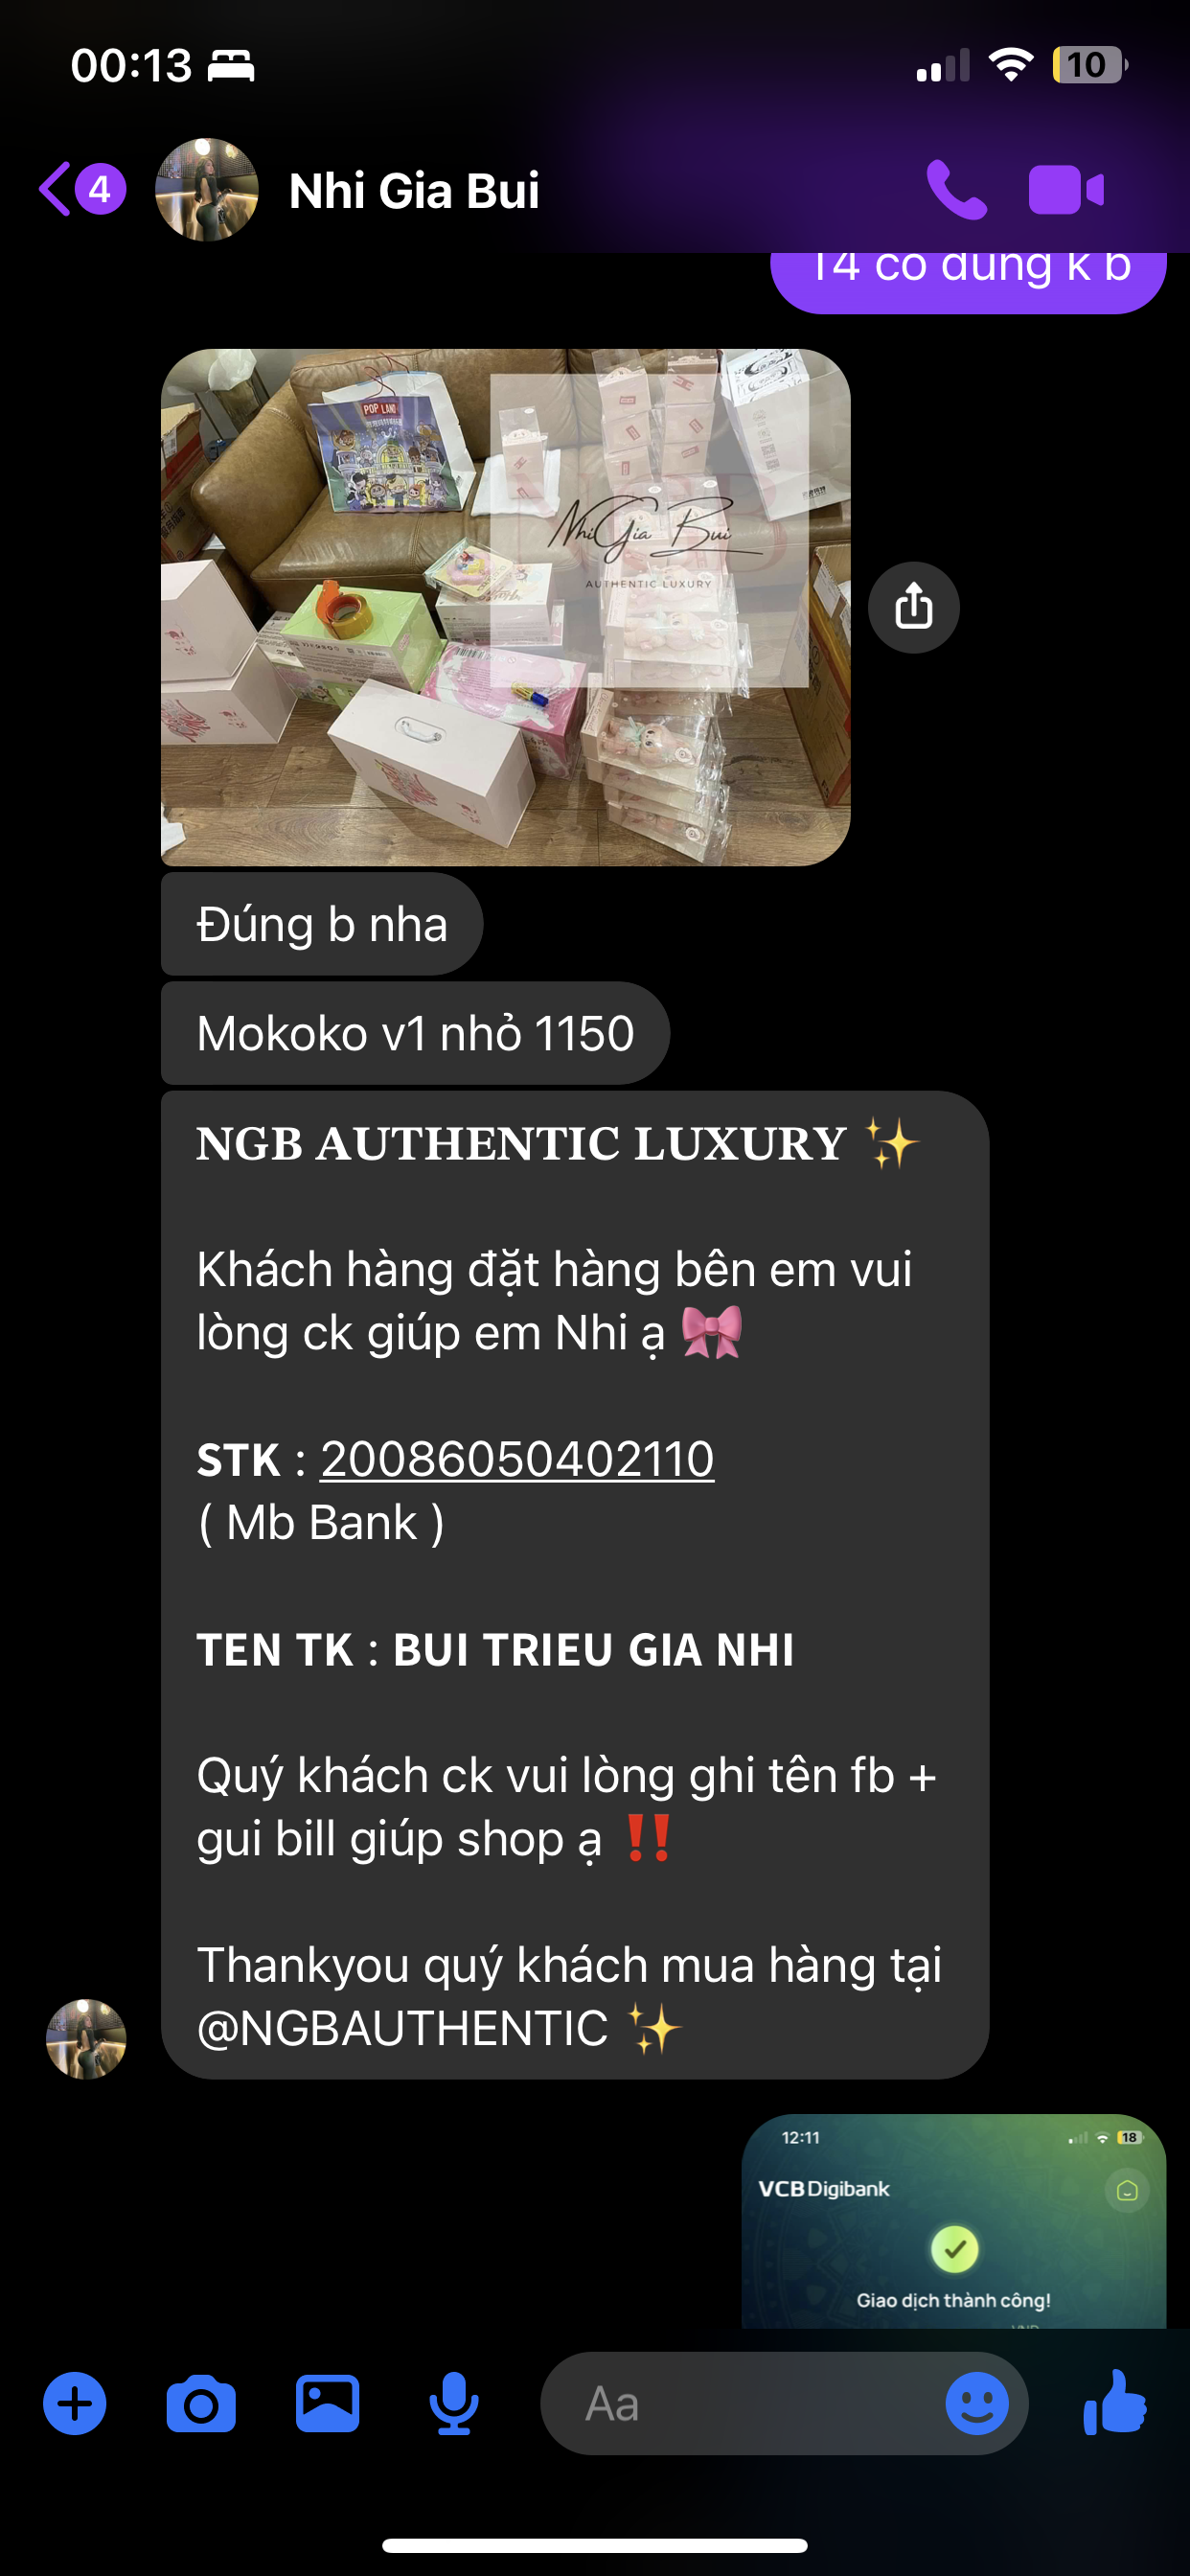 00:13
10
4
Nhi Gia Bui
14 có đúng k b
POP LAND
NhiGia Bui
AUTHENTIC LUXURY
Đúng b nha
Mokoko v1 nhỏ 1150
NGB AUTHENTIC LUXURY ✨
Khách hàng đặt hàng bên em vui
lòng ck giúp em Nhi ạ 🎀
STK : 20086050402110
( Mb Bank )
TEN TK : BUI TRIEU GIA NHI
Quý khách ck vui lòng ghi tên fb +
gui bill giúp shop ạ ‼️
Thankyou quý khách mua hàng tại
@NGBAUTHENTIC ✨
12:11
18
VCB Digibank
Giao dịch thành công!
VND
Aa